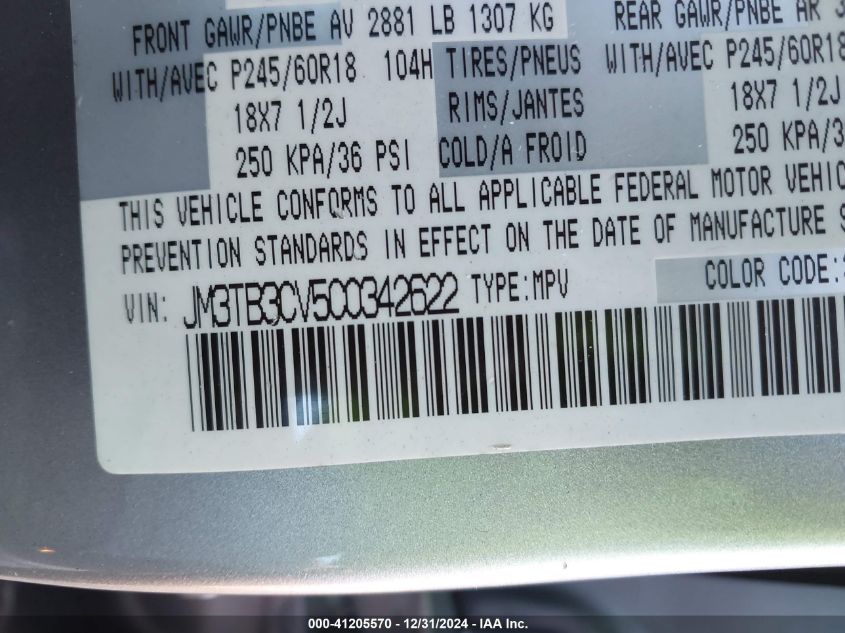 FRONT GAWR/PNBE AV 2881 LB 1307 KG REAR GAWR/PNBE AR
WITH/AVEC P245/60R18 104H TIRES/PNEUS WITH/AVEC P245/60R18
18X7 1/2J RIMS/JANTES 18X7 1/2J
250 KPA/36 PSI COLD/A FROID 250 KPA/3
THIS VEHICLE CONFORMS TO ALL APPLICABLE FEDERAL MOTOR VEHIC
PREVENTION STANDARDS IN EFFECT ON THE DATE OF MANUFACTURE S
VIN: JM3TB3CV5C0342622 TYPE:MPV COLOR CODE:
000-41205570 - 12/31/2024 - IAA Inc.